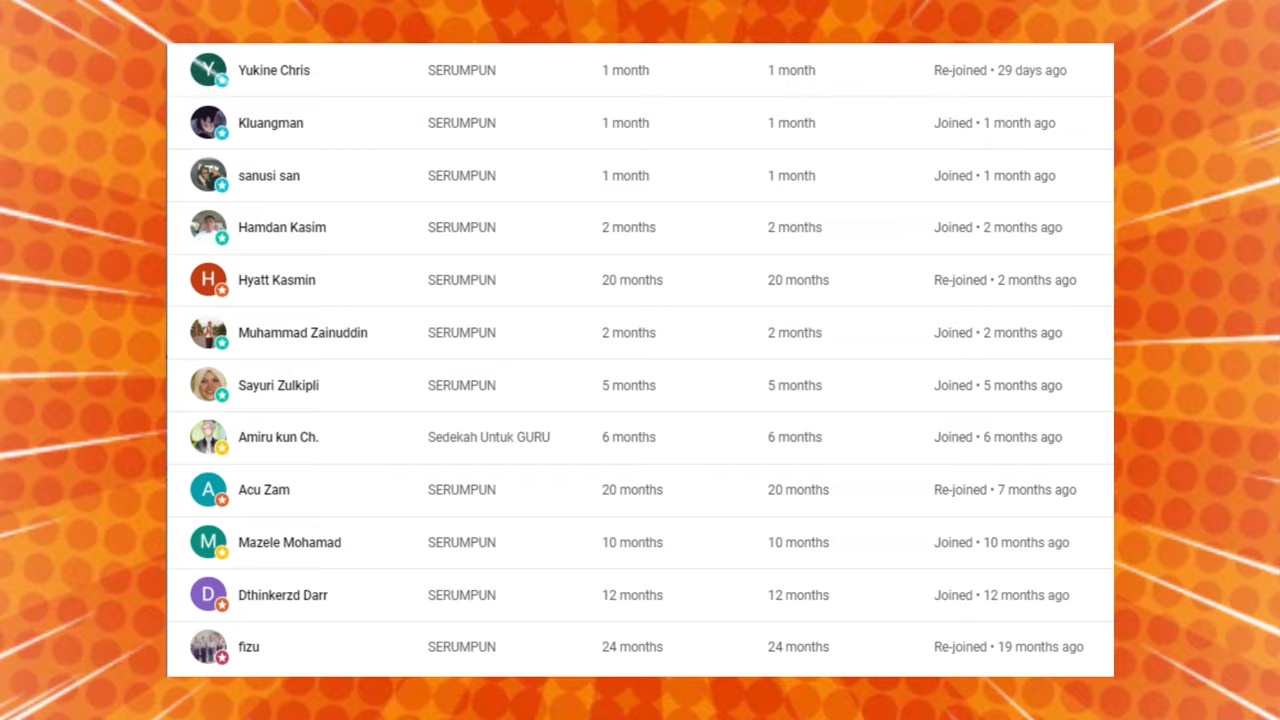 Y Yukine Chris SERUMPUN 1 month 1 month Re-joined • 29 days ago
Kluangman SERUMPUN 1 month 1 month Joined • 1 month ago
sanusi san SERUMPUN 1 month 1 month Joined • 1 month ago
Hamdan Kasim SERUMPUN 2 months 2 months Joined • 2 months ago
H Hyatt Kasmin SERUMPUN 20 months 20 months Re-joined • 2 months ago
Muhammad Zainuddin SERUMPUN 2 months 2 months Joined • 2 months ago
Sayuri Zulkipli SERUMPUN 5 months 5 months Joined • 5 months ago
Amiru kun Ch. Sedekah Untuk GURU 6 months 6 months Joined • 6 months ago
A Acu Zam SERUMPUN 20 months 20 months Re-joined • 7 months ago
M Mazele Mohamad SERUMPUN 10 months 10 months Joined • 10 months ago
D Dthinkerzd Darr SERUMPUN 12 months 12 months Joined • 12 months ago
fizu SERUMPUN 24 months 24 months Re-joined • 19 months ago